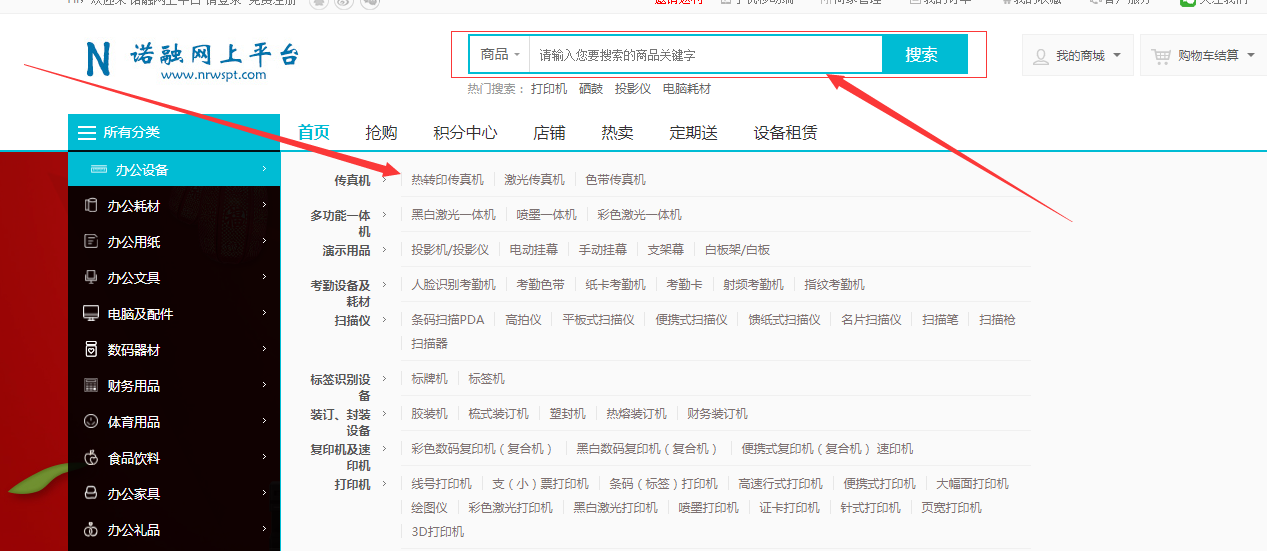 Hi，欢迎来 诺融网上平台 请登录 免费注册
邀请返利 手机移动端 商家管理 我的订单 我的收藏 客户服务 关注我们
诺融网上平台
www.nrwspt.com
商品 请输入您要搜索的商品关键字 搜索
我的商城 购物车结算
热门搜索： 打印机 硒鼓 投影仪 电脑耗材
所有分类 首页 抢购 积分中心 店铺 热卖 定期送 设备租赁
办公设备
办公耗材
办公用纸
办公文具
电脑及配件
数码器材
财务用品
体育用品
食品饮料
办公家具
办公礼品
传真机 热转印传真机 激光传真机 色带传真机
多功能一体机 黑白激光一体机 喷墨一体机 彩色激光一体机
演示用品 投影机/投影仪 电动挂幕 手动挂幕 支架幕 白板架/白板
考勤设备及耗材 人脸识别考勤机 考勤色带 纸卡考勤机 考勤卡 射频考勤机 指纹考勤机
扫描仪 条码扫描PDA 高拍仪 平板式扫描仪 便携式扫描仪 馈纸式扫描仪 名片扫描仪 扫描笔 扫描枪
扫描器
标签识别设备 标牌机 标签机
装订、封装设备 胶装机 梳式装订机 塑封机 热熔装订机 财务装订机
复印机及速印机 彩色数码复印机（复合机） 黑白数码复印机（复合机） 便携式复印机（复合机） 速印机
打印机 线号打印机 支（小）票打印机 条码（标签）打印机 高速行式打印机 便携式打印机 大幅面打印机
绘图仪 彩色激光打印机 黑白激光打印机 喷墨打印机 证卡打印机 针式打印机 页宽打印机
3D打印机